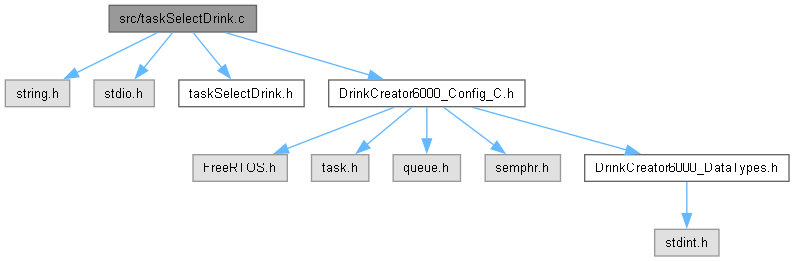 src/taskSelectDrink.c
string.h
stdio.h
taskSelectDrink.h
DrinkCreator6000_Config_C.h
FreeRTOS.h
task.h
queue.h
semphr.h
DrinkCreator6000_DataTypes.h
stdint.h